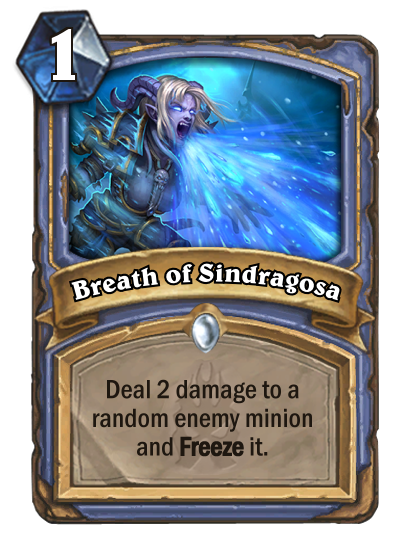 1
Breath of Sindragosa
Deal 2 damage to a
random enemy minion
and Freeze it.